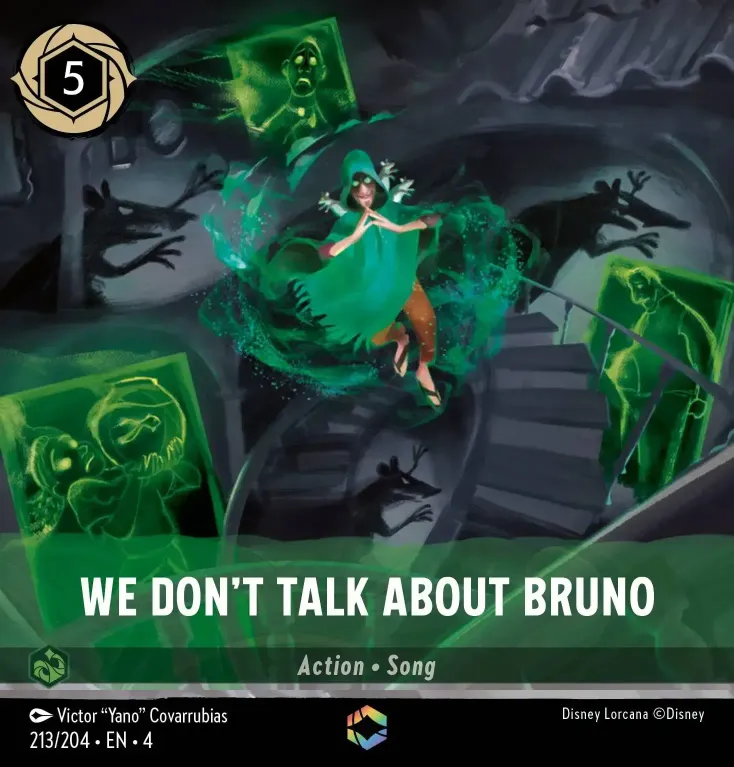 5
WE DON'T TALK ABOUT BRUNO
Action • Song
Victor “Yano” Covarrubias
Disney Lorcana ©Disney
213/204 • EN • 4